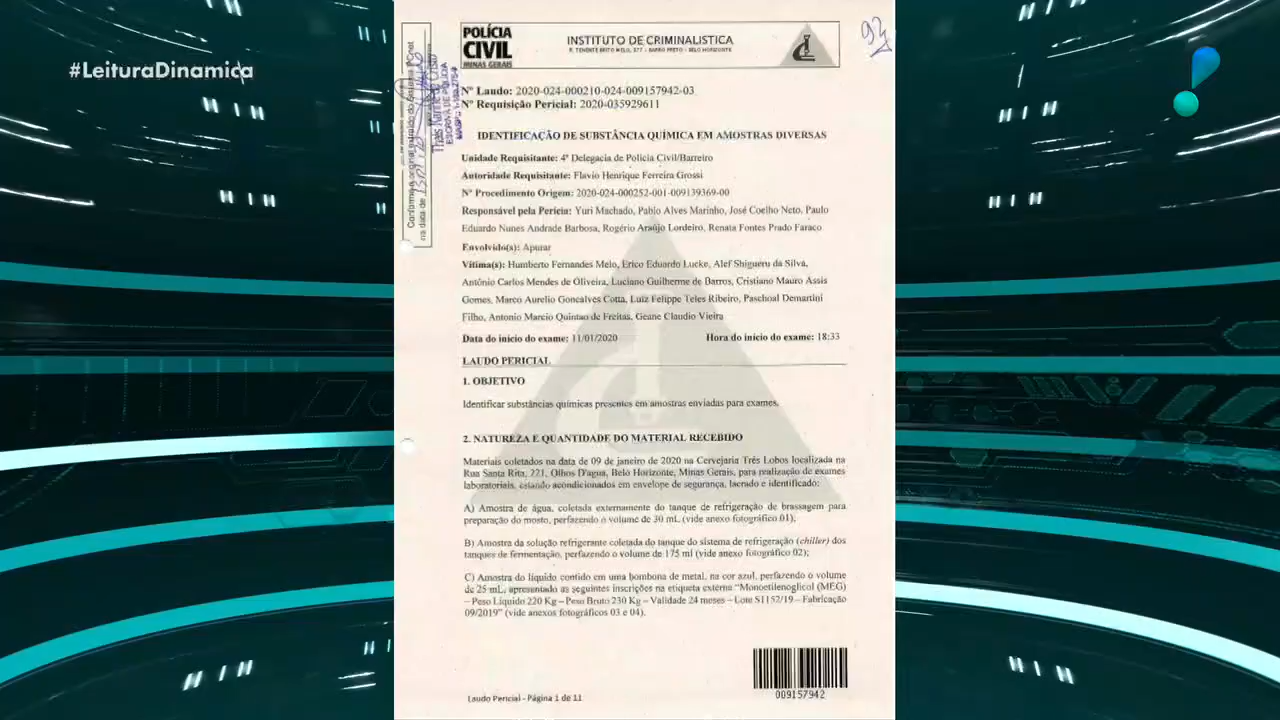 #LeituraDinamica
POLÍCIA
CIVIL
MINAS GERAIS
INSTITUTO DE CRIMINALISTICA
R. TENENTE BRITO MELO, 577 - BARRO PRETO - BELO HORIZONTE
92
Nº Laudo: 2020-024-000210-024-009157942-03
Nº Requisição Pericial: 2020-035929611
IDENTIFICAÇÃO DE SUBSTÂNCIA QUÍMICA EM AMOSTRAS DIVERSAS
Unidade Requisitante: 4ª Delegacia de Polícia Civil/Barreiro
Autoridade Requisitante: Flavio Henrique Ferreira Grossi
Nº Procedimento Origem: 2020-024-000252-001-009139369-00
Responsável pela Perícia: Yuri Machado, Pablo Alves Marinho, José Coelho Neto, Paulo
Eduardo Nunes Andrade Barbosa, Rogério Araújo Lordeiro, Renata Fontes Prado Faraco
Envolvido(s): Apurar
Vítima(s): Humberto Fernandes Melo, Erico Eduardo Lucke, Alef Shigueru da Silva,
Antônio Carlos Mendes de Oliveira, Luciano Guilherme de Barros, Cristiano Mauro Assis
Gomes, Marco Aurelio Goncalves Cotta, Luiz Felippe Teles Ribeiro, Paschoal Demartini
Filho, Antonio Marcio Quintao de Freitas, Geane Claudio Vieira
Data do início do exame: 11/01/2020 Hora do início do exame: 18:33
LAUDO PERICIAL
1. OBJETIVO
Identificar substâncias químicas presentes em amostras enviadas para exames.
2. NATUREZA E QUANTIDADE DO MATERIAL RECEBIDO
Materiais coletados na data de 09 de janeiro de 2020 na Cervejaria Três Lobos localizada na
Rua Santa Rita, 221, Olhos D'agua, Belo Horizonte, Minas Gerais, para realização de exames
laboratoriais, estando acondicionados em envelope de segurança, lacrado e identificado:
A) Amostra de água, coletada externamente do tanque de refrigeração de brassagem para
preparação do mosto, perfazendo o volume de 30 mL (vide anexo fotográfico 01);
B) Amostra da solução refrigerante coletada do tanque do sistema de refrigeração (chiller) dos
tanques de fermentação, perfazendo o volume de 175 ml (vide anexo fotográfico 02);
C) Amostra do líquido contido em uma bombona de metal, na cor azul, perfazendo o volume
de 25 mL, apresentado as seguintes inscrições na etiqueta externa "Monoetilenoglicol (MEG)
– Peso Líquido 220 Kg – Peso Bruto 230 Kg – Validade 24 meses – Lote S1152/19 – Fabricação
09/2019" (vide anexos fotográficos 03 e 04).
009157942
Laudo Pericial - Página 1 de 11